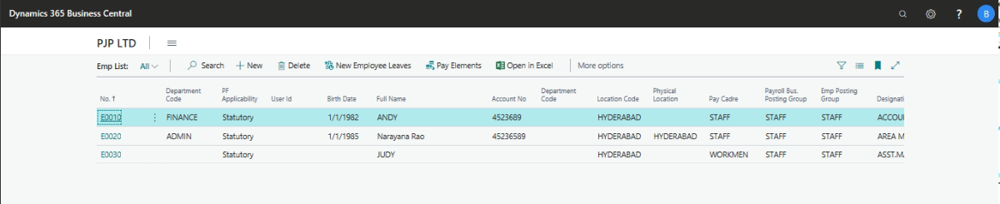 Dynamics 365 Business Central
? B
PJP LTD
Emp List: All Search New Delete New Employee Leaves Pay Elements Open in Excel More options
No. ↑ Department Code PF Applicability User Id Birth Date Full Name Account No Department Code Location Code Physical Location Pay Cadre Payroll Bus. Posting Group Emp Posting Group Designati
E0010 FINANCE Statutory 1/1/1982 ANDY 4523689 HYDERABAD STAFF STAFF STAFF ACCOU
E0020 ADMIN Statutory 1/1/1985 Narayana Rao 45236589 HYDERABAD HYDERABAD STAFF STAFF STAFF AREA M
E0030 Statutory JUDY HYDERABAD WORKMEN STAFF STAFF ASST.M